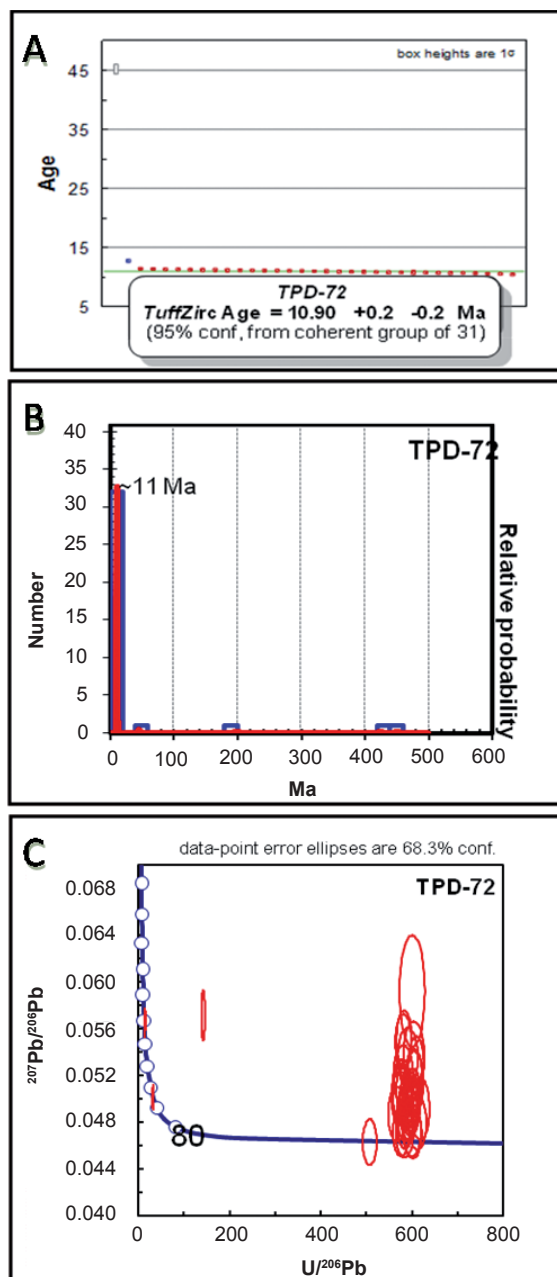 A
box heights are 1σ
45
35
25
15
5
Age
TPD-72
TuffZirc Age = 10.90 +0.2 -0.2 Ma
(95% conf, from coherent group of 31)
B
TPD-72
~11 Ma
40
35
30
25
20
15
10
5
0
Number
Relative probability
0 100 200 300 400 500 600
Ma
C
data-point error ellipses are 68.3% conf.
TPD-72
0.068
0.064
0.060
0.056
0.052
0.048
0.044
0.040
²⁰⁷Pb/²⁰⁶Pb
80
0 200 400 600 800
U/²⁰⁶Pb